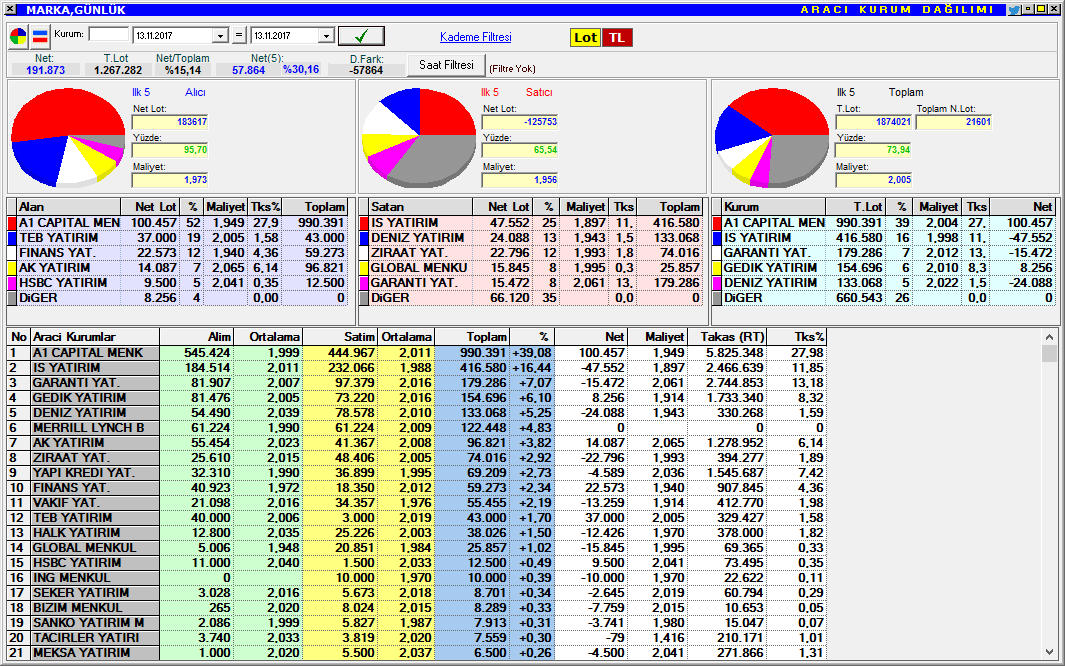 MARKA,GÜNLÜK ARACI KURUM DAĞILIMI
Kurum: 13.11.2017 = 13.11.2017 Kademe Filtresi Lot TL
Net: T.Lot Net/Toplam Net(5): D.Fark: Saat Filtresi (Filtre Yok)
191.873 1.267.282 %15,14 57.864 %30,16 -57864
Ilk 5 Alıcı Ilk 5 Satıcı Ilk 5 Toplam
Net Lot: Net Lot: T.Lot: Toplam N.Lot:
183617 -125753 1874021 21601
Yüzde: Yüzde: Yüzde:
95,70 65,54 73,94
Maliyet: Maliyet: Maliyet:
1,973 1,956 2,005
Alan Net Lot % Maliyet Tks% Toplam
A1 CAPITAL MEN 100.457 52 1,949 27,9 990.391
TEB YATIRIM 37.000 19 2,005 1,58 43.000
FINANS YAT. 22.573 12 1,940 4,36 59.273
AK YATIRIM 14.087 7 2,065 6,14 96.821
HSBC YATIRIM 9.500 5 2,041 0,35 12.500
DiGER 8.256 4 0,00 0
Satan Net Lot % Maliyet Tks Toplam
IS YATIRIM 47.552 25 1,897 11, 416.580
DENIZ YATIRIM 24.088 13 1,943 1,5 133.068
ZIRAAT YAT. 22.796 12 1,993 1,8 74.016
GLOBAL MENKU 15.845 8 1,995 0,3 25.857
GARANTI YAT. 15.472 8 2,061 13, 179.286
DiGER 66.120 35 0,0 0
Kurum T.Lot % Maliyet Tks Net
A1 CAPITAL MEN 990.391 39 2,004 27, 100.457
IS YATIRIM 416.580 16 1,998 11, -47.552
GARANTI YAT. 179.286 7 2,012 13, -15.472
GEDIK YATIRIM 154.696 6 2,010 8,3 8.256
DENIZ YATIRIM 133.068 5 2,022 1,5 -24.088
DiGER 660.543 26 0,0 0
No Araci Kurumlar Alim Ortalama Satim Ortalama Toplam % Net Maliyet Takas (RT) Tks%
1 A1 CAPITAL MENK 545.424 1,999 444.967 2,011 990.391 +39,08 100.457 1,949 5.825.348 27,98
2 IS YATIRIM 184.514 2,011 232.066 1,988 416.580 +16,44 -47.552 1,897 2.466.639 11,85
3 GARANTI YAT. 81.907 2,007 97.379 2,016 179.286 +7,07 -15.472 2,061 2.744.853 13,18
4 GEDIK YATIRIM 81.476 2,005 73.220 2,016 154.696 +6,10 8.256 1,914 1.733.340 8,32
5 DENIZ YATIRIM 54.490 2,039 78.578 2,010 133.068 +5,25 -24.088 1,943 330.268 1,59
6 MERRILL LYNCH B 61.224 1,990 61.224 2,009 122.448 +4,83 0 0 0
7 AK YATIRIM 55.454 2,023 41.367 2,008 96.821 +3,82 14.087 2,065 1.278.952 6,14
8 ZIRAAT YAT. 25.610 2,015 48.406 2,005 74.016 +2,92 -22.796 1,993 394.277 1,89
9 YAPI KREDI YAT. 32.310 1,990 36.899 1,995 69.209 +2,73 -4.589 2,036 1.545.687 7,42
10 FINANS YAT. 40.923 1,972 18.350 2,012 59.273 +2,34 22.573 1,940 907.845 4,36
11 VAKIF YAT. 21.098 2,016 34.357 1,976 55.455 +2,19 -13.259 1,914 412.770 1,98
12 TEB YATIRIM 40.000 2,006 3.000 2,019 43.000 +1,70 37.000 2,005 329.427 1,58
13 HALK YATIRIM 12.800 2,035 25.226 2,003 38.026 +1,50 -12.426 1,970 378.000 1,82
14 GLOBAL MENKUL 5.006 1,948 20.851 1,984 25.857 +1,02 -15.845 1,995 69.365 0,33
15 HSBC YATIRIM 11.000 2,040 1.500 2,033 12.500 +0,49 9.500 2,041 73.495 0,35
16 ING MENKUL 0 10.000 1,970 10.000 +0,39 -10.000 1,970 22.622 0,11
17 SEKER YATIRIM 3.028 2,016 5.673 2,018 8.701 +0,34 -2.645 2,019 60.794 0,29
18 BIZIM MENKUL 265 2,020 8.024 2,015 8.289 +0,33 -7.759 2,015 10.653 0,05
19 SANKO YATIRIM M 2.086 1,999 5.827 1,987 7.913 +0,31 -3.741 1,980 15.047 0,07
20 TACIRLER YATIRI 3.740 2,033 3.819 2,020 7.559 +0,30 -79 1,416 210.171 1,01
21 MEKSA YATIRIM 1.000 2,020 5.500 2,037 6.500 +0,26 -4.500 2,041 271.866 1,31